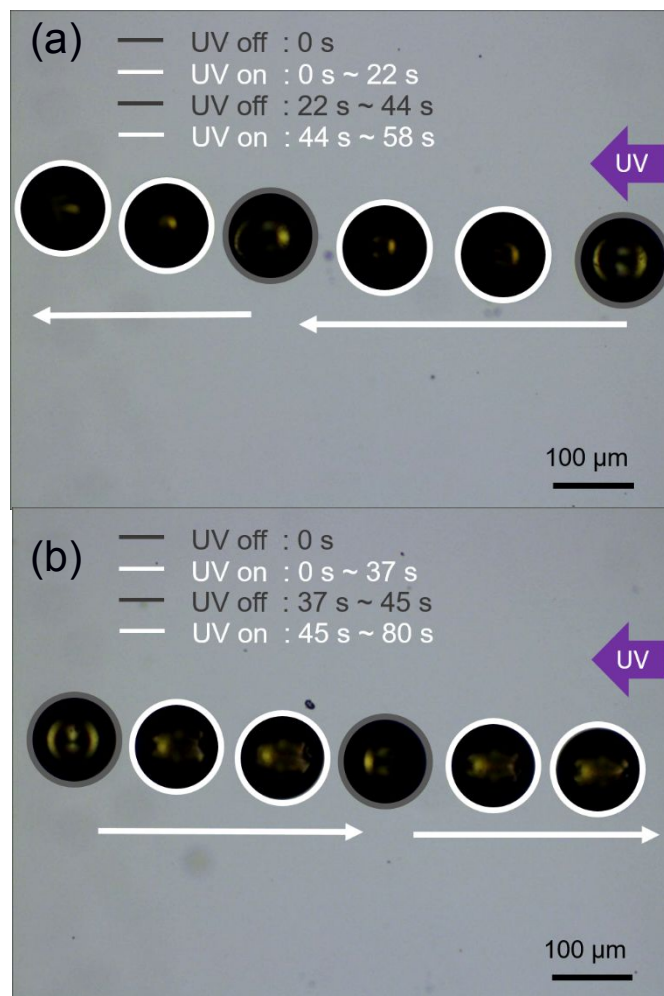 (a)
UV off : 0 s
UV on : 0 s ~ 22 s
UV off : 22 s ~ 44 s
UV on : 44 s ~ 58 s
UV
100 μm
(b)
UV off : 0 s
UV on : 0 s ~ 37 s
UV off : 37 s ~ 45 s
UV on : 45 s ~ 80 s
UV
100 μm